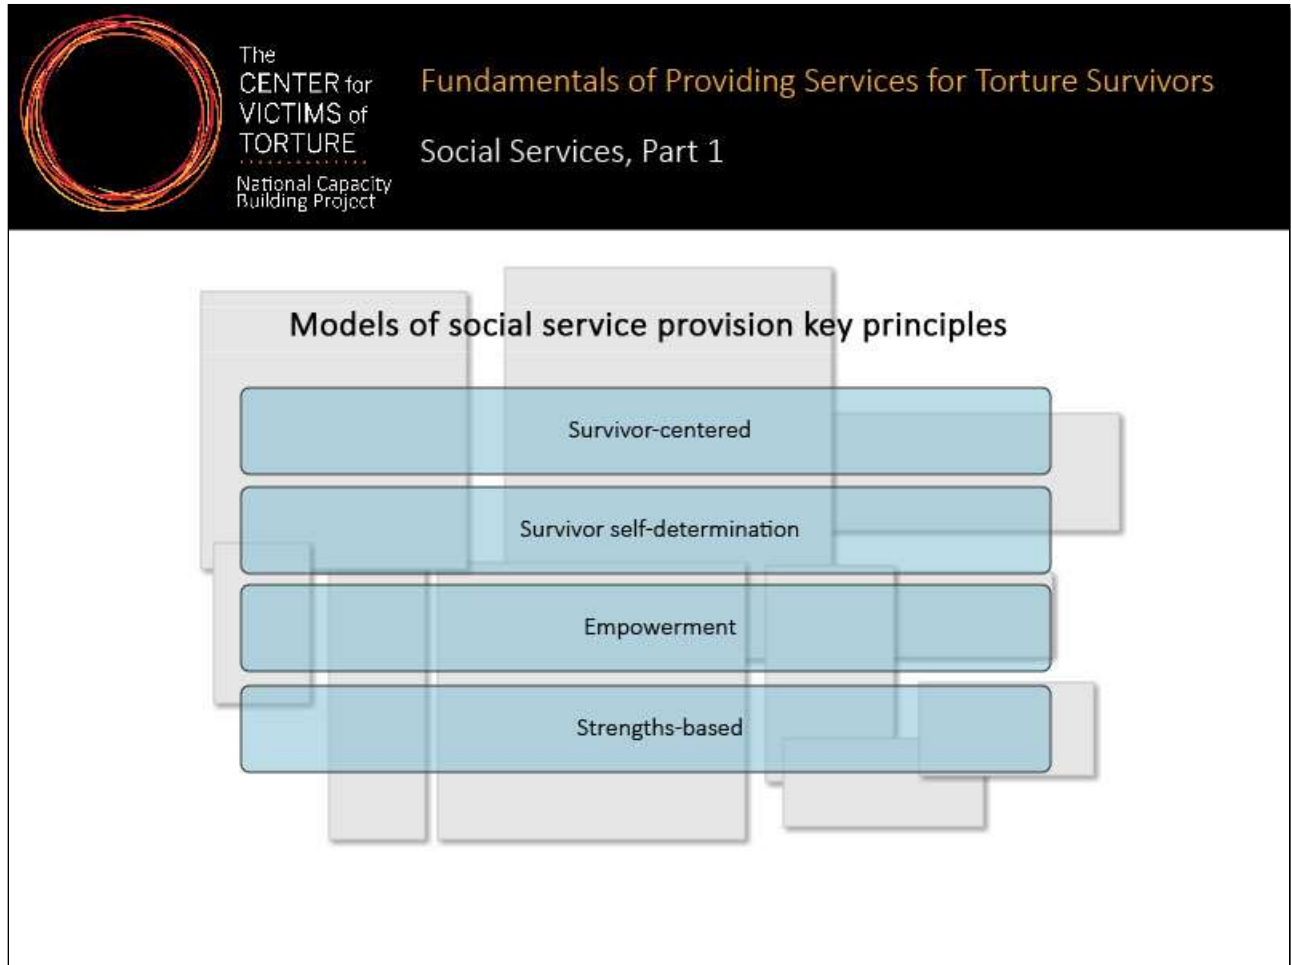 The
CENTER for
VICTIMS of
TORTURE
National Capacity
Building Project
Fundamentals of Providing Services for Torture Survivors
Social Services, Part 1
Models of social service provision key principles
Survivor-centered
Survivor self-determination
Empowerment
Strengths-based